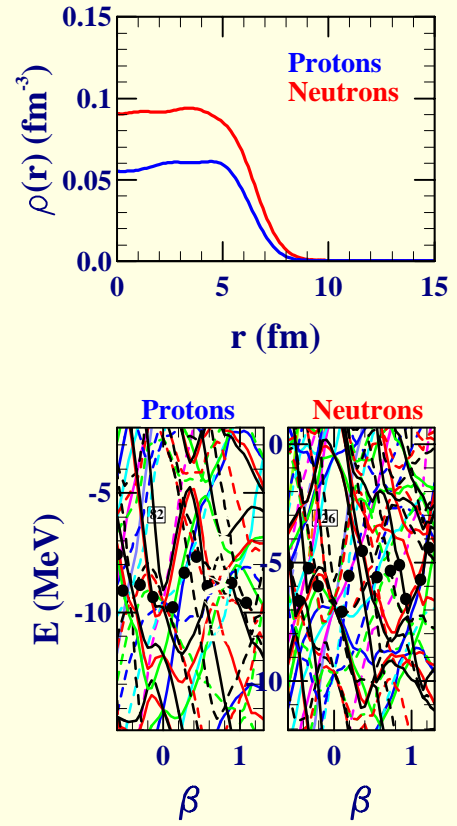 ρ(r) (fm⁻³)
0.15
0.1
0.05
0.0
Protons
Neutrons
0 5 10 15
r (fm)
Protons Neutrons
E (MeV)
-5
-10
82
0
-5
-10
126
0 1 0 1
β β